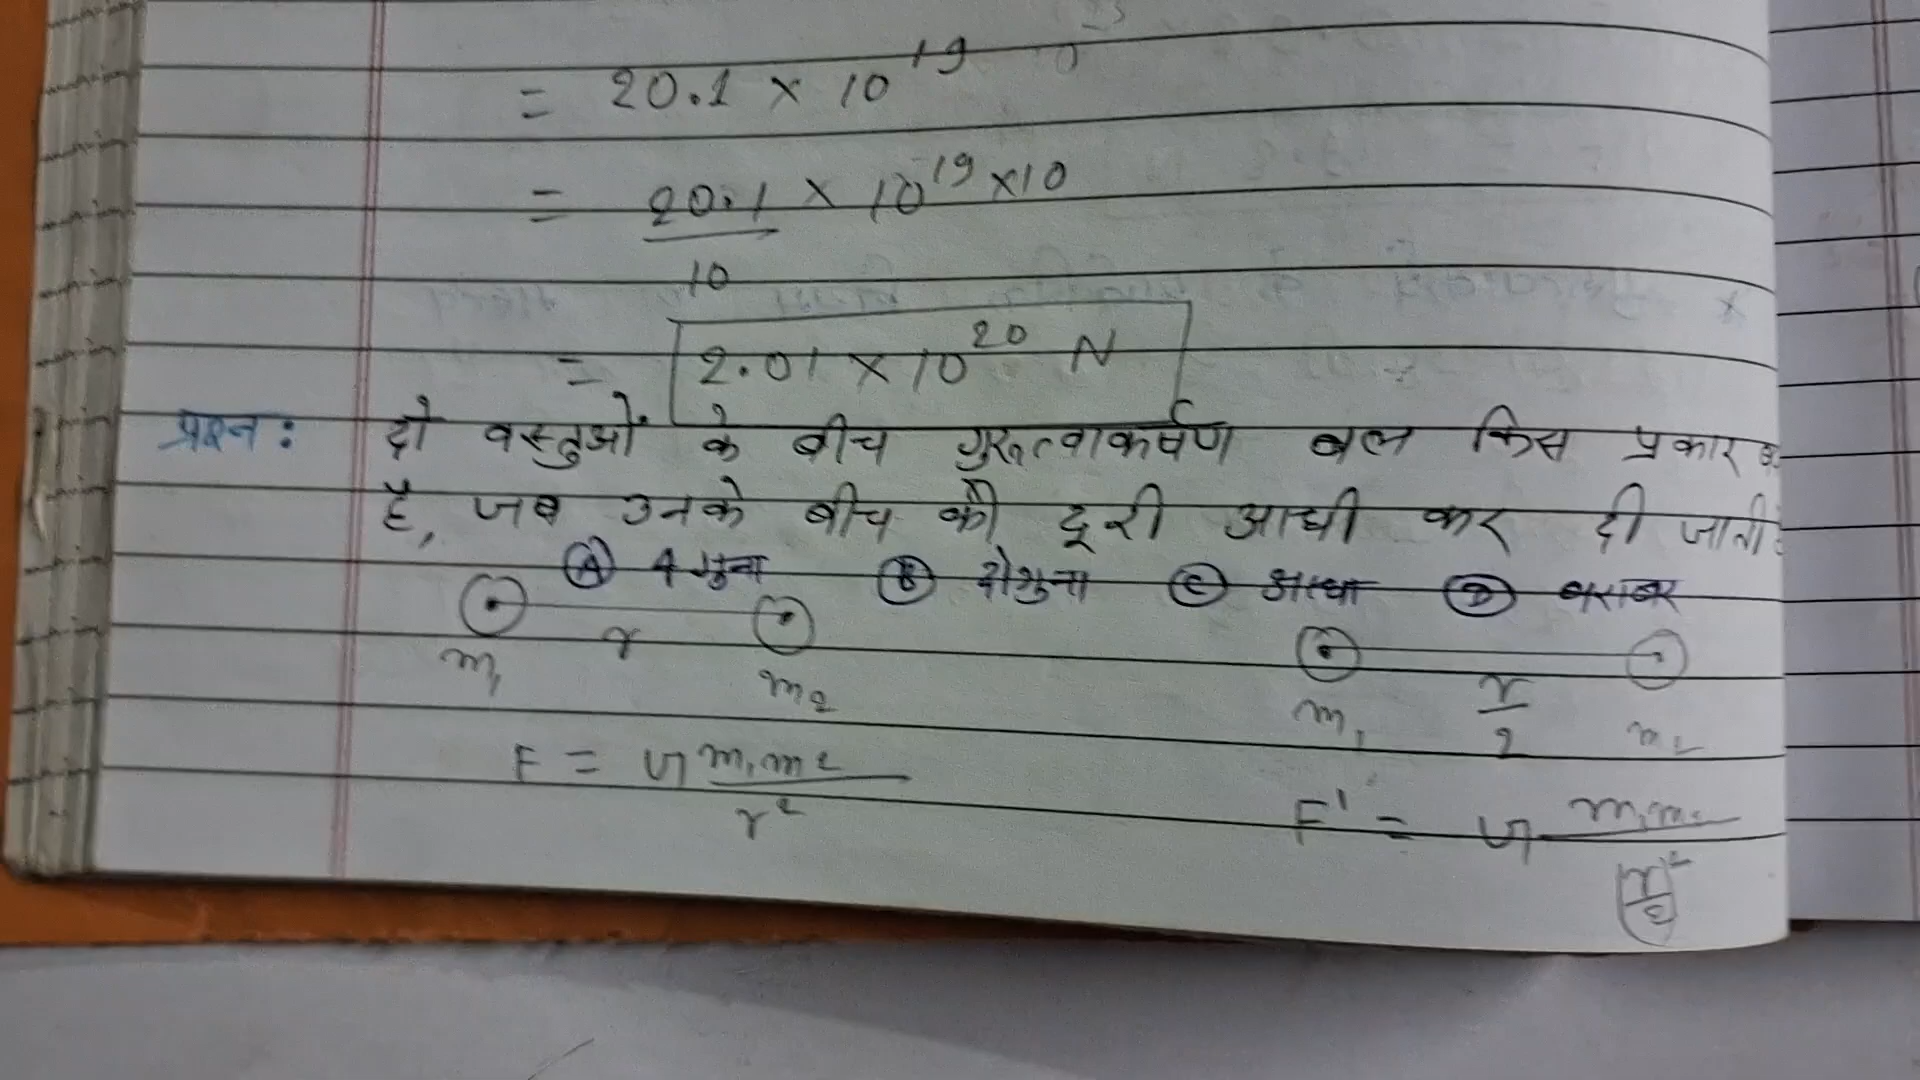 = 20.1 × 10¹⁹
= 20.1/10 × 10¹⁹ × 10
= 2.01 × 10²⁰ N
प्रश्न: दो वस्तुओं के बीच गुरुत्वाकर्षण बल किस प्रकार
है, जब उनके बीच की दूरी आधी कर दी जाती
(A) 4 गुना (B) दोगुना (C) आधा (D) बराबर
m₁ r m₂ m₁ r/2 m₂
F = G m₁m₂/r² F' = G m₁m₂/(r/2)²